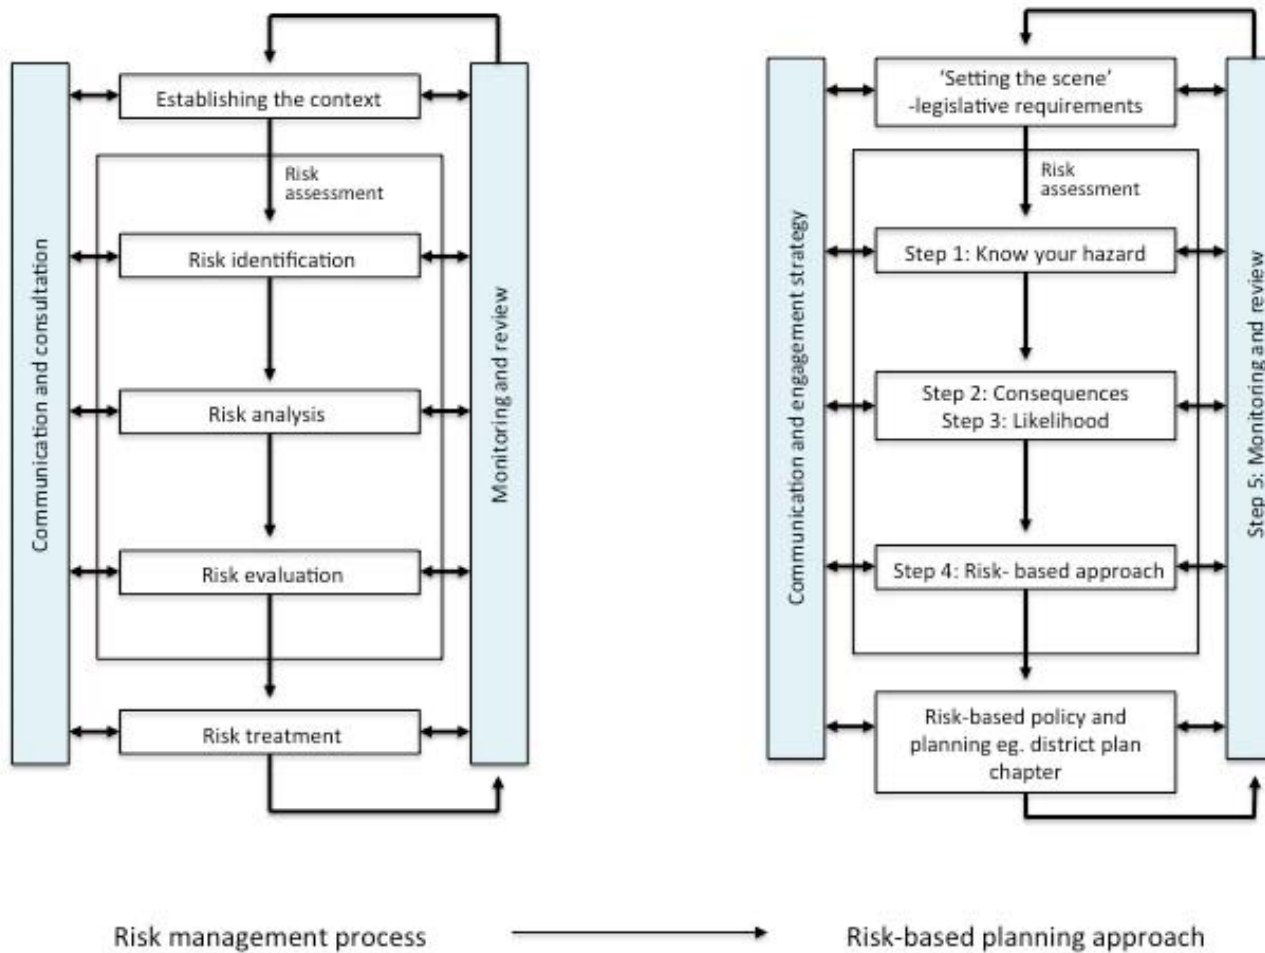 Establishing the context
Risk
assessment
Risk identification
Risk analysis
Risk evaluation
Risk treatment
Communication and consultation
Monitoring and review
'Setting the scene'
-legislative requirements
Risk
assessment
Step 1: Know your hazard
Step 2: Consequences
Step 3: Likelihood
Step 4: Risk- based approach
Risk-based policy and
planning eg. district plan
chapter
Communication and engagement strategy
Step 5: Monitoring and review
Risk management process
Risk-based planning approach